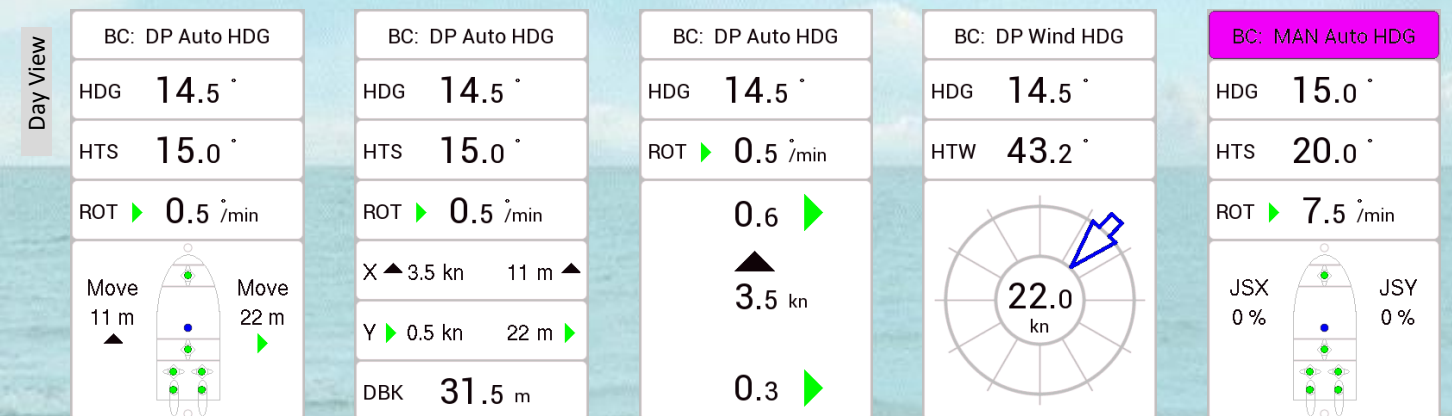 Day View
BC: DP Auto HDG
HDG 14.5 °
HTS 15.0 °
ROT 0.5 °/min
Move
11 m
Move
22 m
BC: DP Auto HDG
HDG 14.5 °
HTS 15.0 °
ROT 0.5 °/min
X 3.5 kn 11 m
Y 0.5 kn 22 m
DBK 31.5 m
BC: DP Auto HDG
HDG 14.5 °
ROT 0.5 °/min
0.6
3.5 kn
0.3
BC: DP Wind HDG
HDG 14.5 °
HTW 43.2 °
22.0
kn
BC: MAN Auto HDG
HDG 15.0 °
HTS 20.0 °
ROT 7.5 °/min
JSX
0 %
JSY
0 %